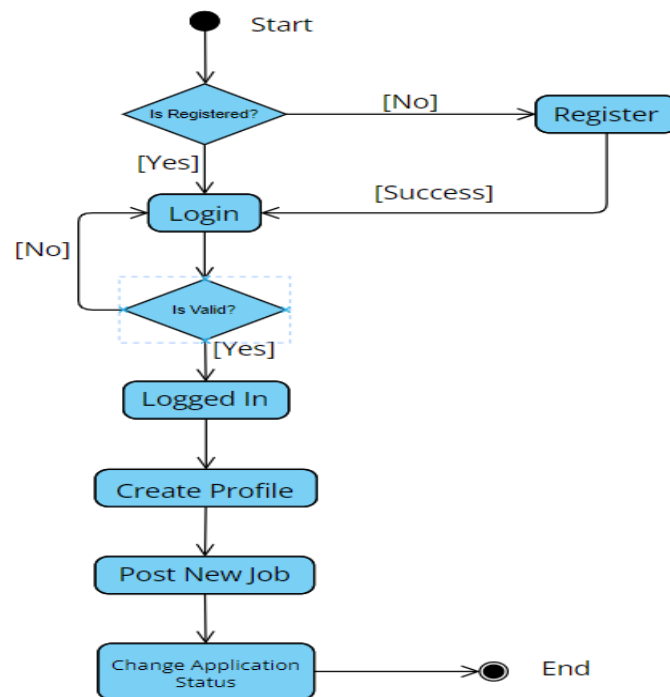 Start
Is Registered?
[No]
Register
[Yes]
[Success]
Login
[No]
Is Valid?
[Yes]
Logged In
Create Profile
Post New Job
Change Application
Status
End